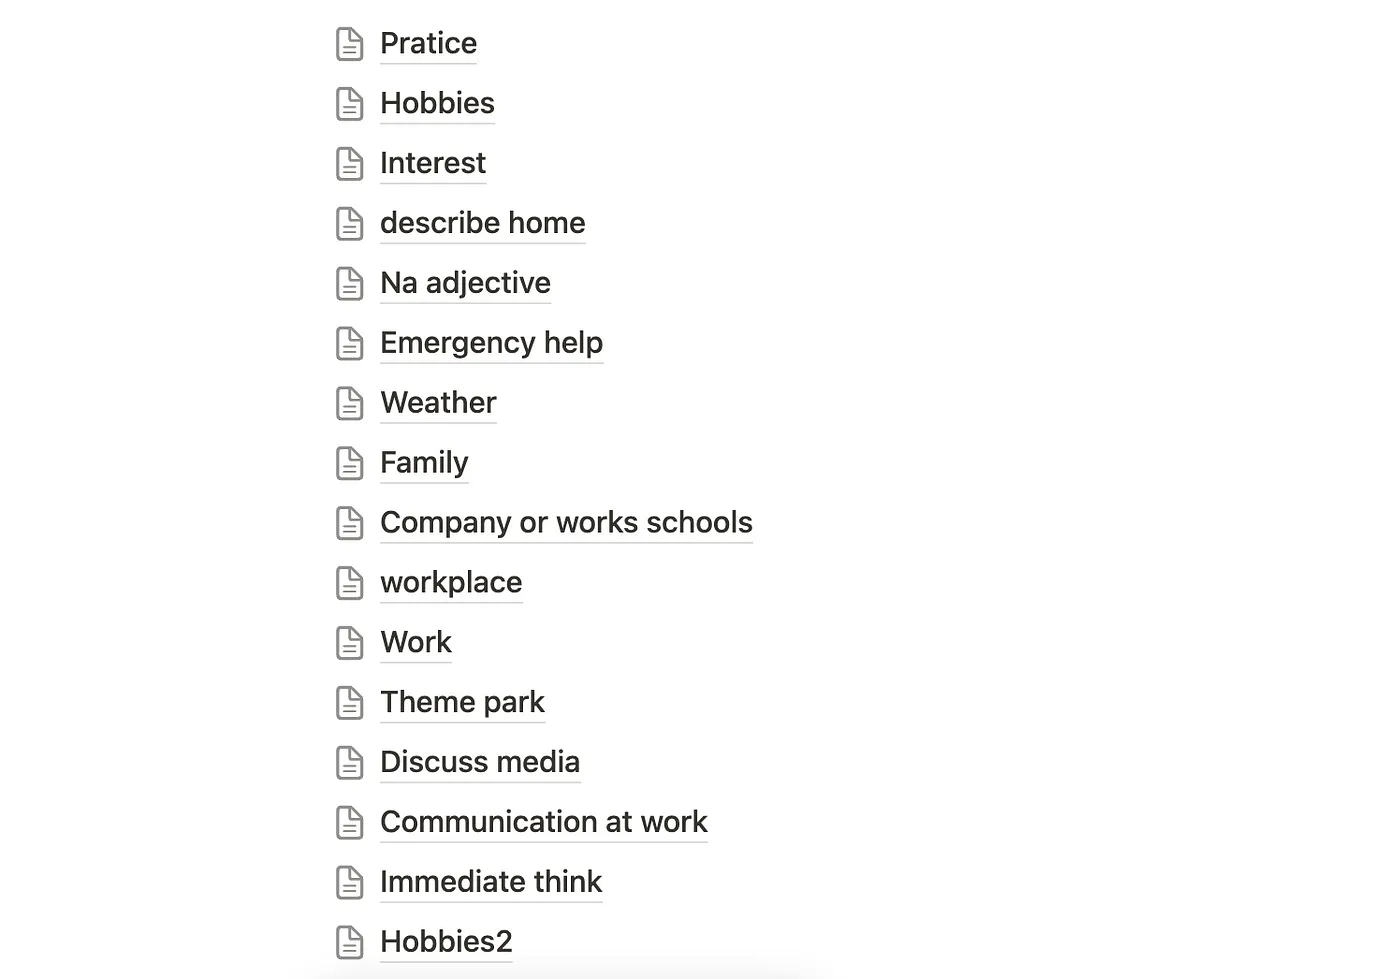 Pratice
Hobbies
Interest
describe home
Na adjective
Emergency help
Weather
Family
Company or works schools
workplace
Work
Theme park
Discuss media
Communication at work
Immediate think
Hobbies2